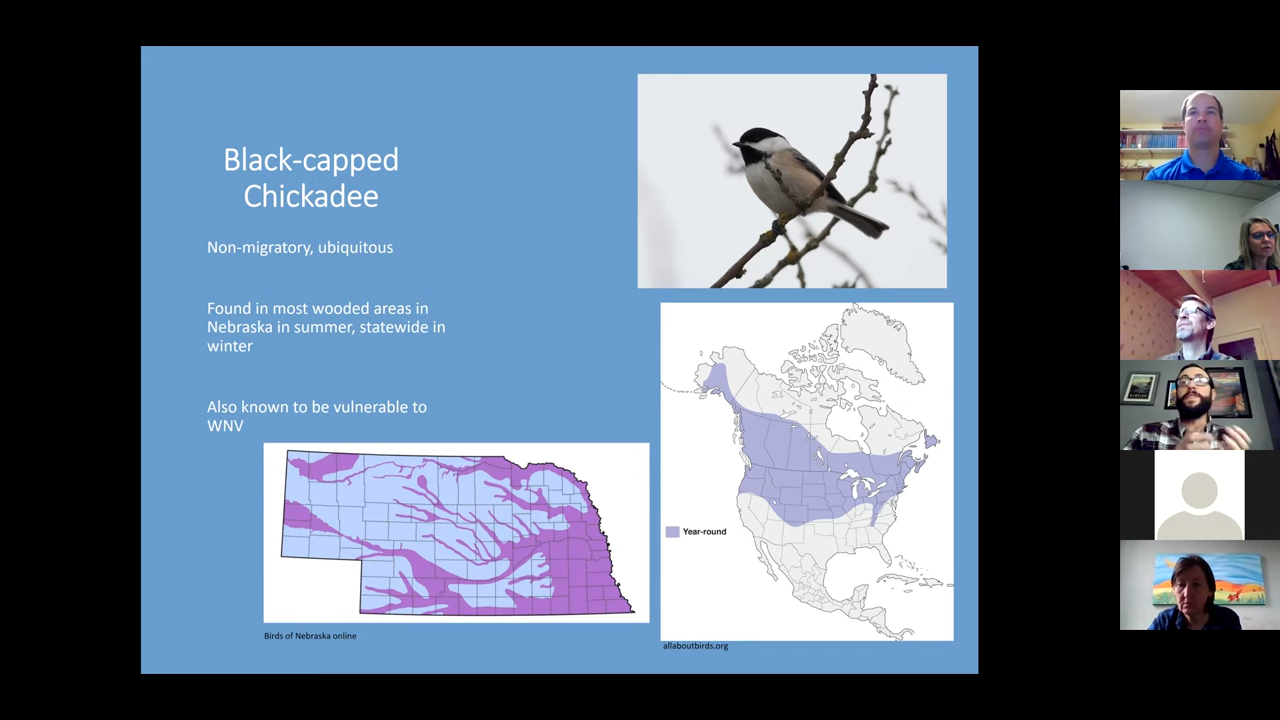 Black-capped
Chickadee
Non-migratory, ubiquitous
Found in most wooded areas in
Nebraska in summer, statewide in
winter
Also known to be vulnerable to
WNV
Year-round
Birds of Nebraska online
allaboutbirds.org